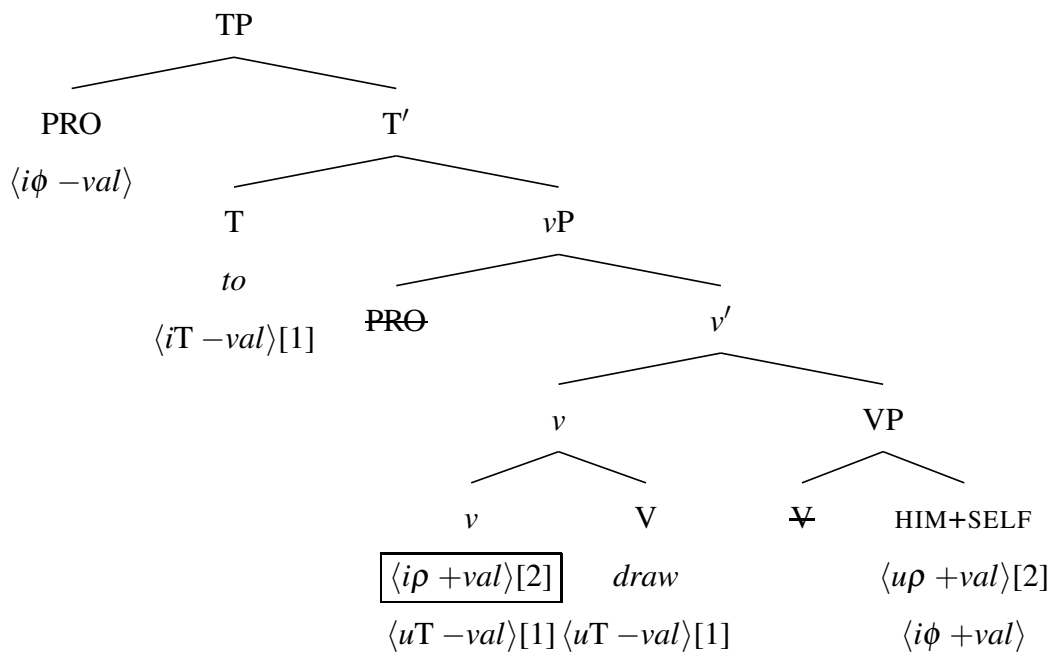 TP
PRO T′
⟨iϕ −val⟩
T vP
to
⟨iT −val⟩[1] PRO v′
v VP
v V V HIM+SELF
⟨iρ +val⟩[2] draw ⟨uρ +val⟩[2]
⟨uT −val⟩[1] ⟨uT −val⟩[1] ⟨iϕ +val⟩